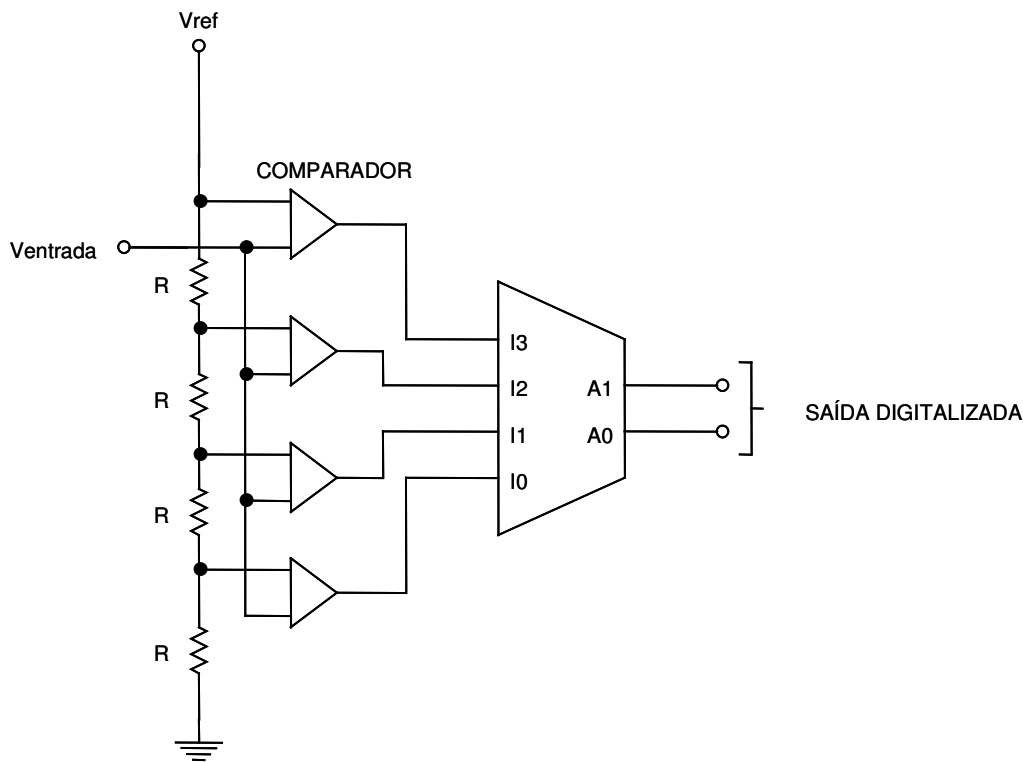 Vref
COMPARADOR
Ventrada
R
I3
R
I2
A1
SAÍDA DIGITALIZADA
I1
A0
I0
R
R